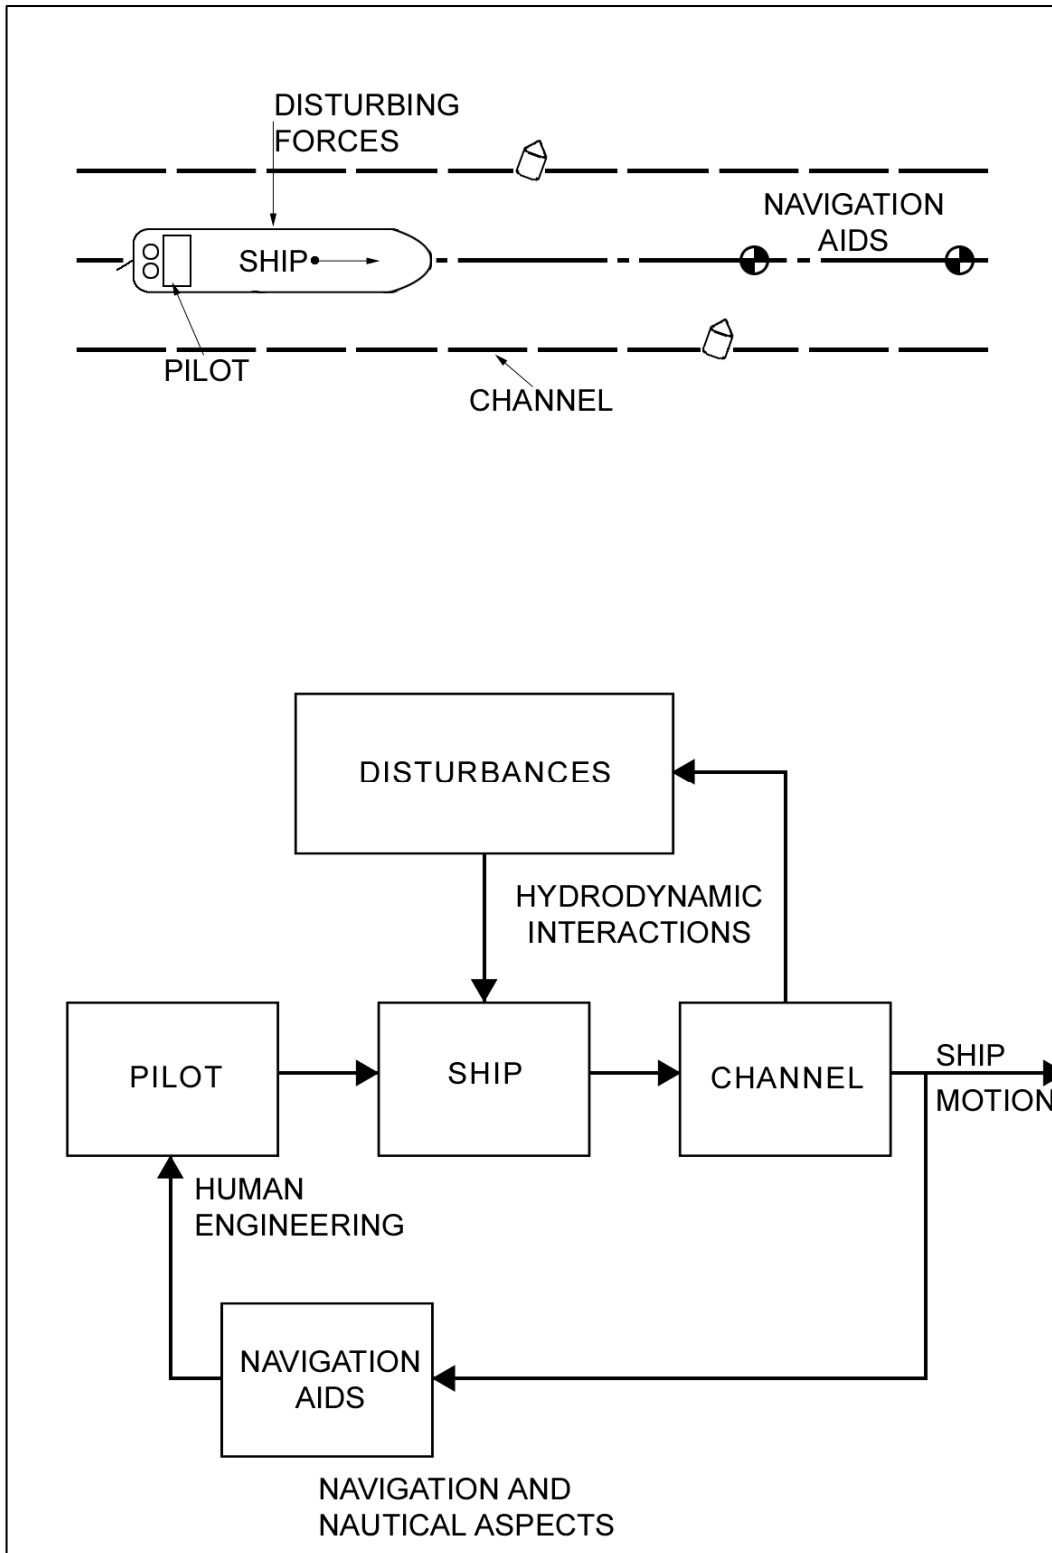 DISTURBING
FORCES
NAVIGATION
AIDS
SHIP
PILOT
CHANNEL
DISTURBANCES
HYDRODYNAMIC
INTERACTIONS
PILOT
SHIP
CHANNEL
SHIP
MOTION
HUMAN
ENGINEERING
NAVIGATION
AIDS
NAVIGATION AND
NAUTICAL ASPECTS